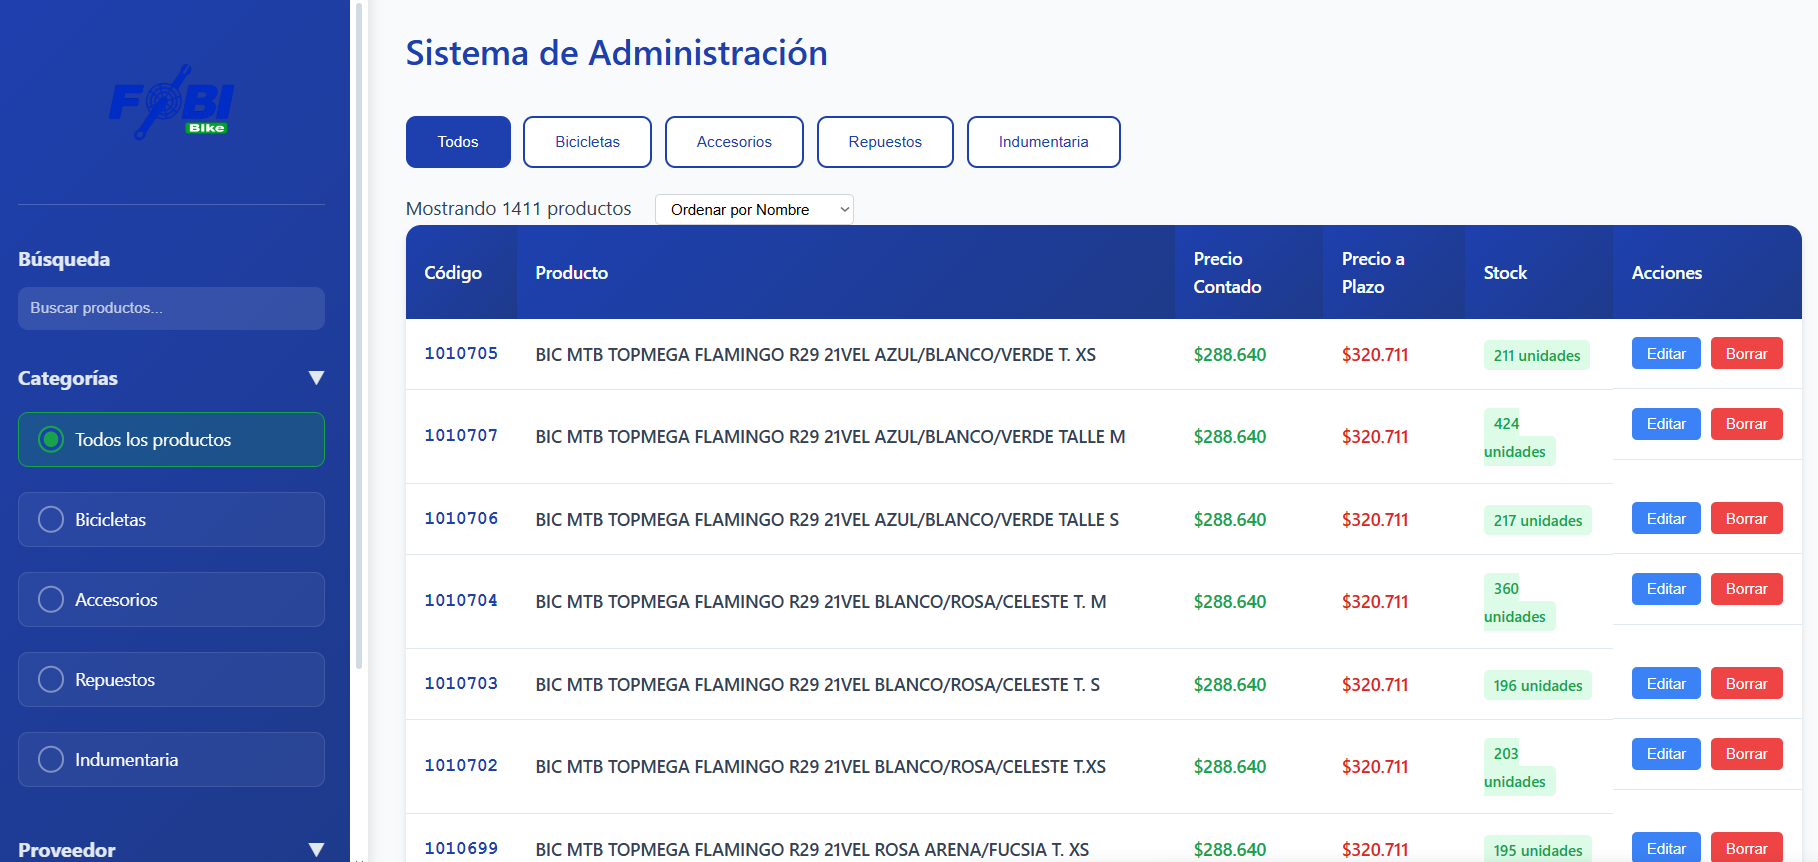 FOBI
Bike
Búsqueda
Buscar productos...
Categorías ▼
Todos los productos
Bicicletas
Accesorios
Repuestos
Indumentaria
Proveedor ▼
Sistema de Administración
Todos Bicicletas Accesorios Repuestos Indumentaria
Mostrando 1411 productos Ordenar por Nombre
Código Producto Precio Contado Precio a Plazo Stock Acciones
1010705 BIC MTB TOPMEGA FLAMINGO R29 21VEL AZUL/BLANCO/VERDE T. XS $288.640 $320.711 211 unidades Editar Borrar
1010707 BIC MTB TOPMEGA FLAMINGO R29 21VEL AZUL/BLANCO/VERDE TALLE M $288.640 $320.711 424 unidades Editar Borrar
1010706 BIC MTB TOPMEGA FLAMINGO R29 21VEL AZUL/BLANCO/VERDE TALLE S $288.640 $320.711 217 unidades Editar Borrar
1010704 BIC MTB TOPMEGA FLAMINGO R29 21VEL BLANCO/ROSA/CELESTE T. M $288.640 $320.711 360 unidades Editar Borrar
1010703 BIC MTB TOPMEGA FLAMINGO R29 21VEL BLANCO/ROSA/CELESTE T. S $288.640 $320.711 196 unidades Editar Borrar
1010702 BIC MTB TOPMEGA FLAMINGO R29 21VEL BLANCO/ROSA/CELESTE T.XS $288.640 $320.711 203 unidades Editar Borrar
1010699 BIC MTB TOPMEGA FLAMINGO R29 21VEL ROSA ARENA/FUCSIA T. XS $288.640 $320.711 195 unidades Editar Borrar